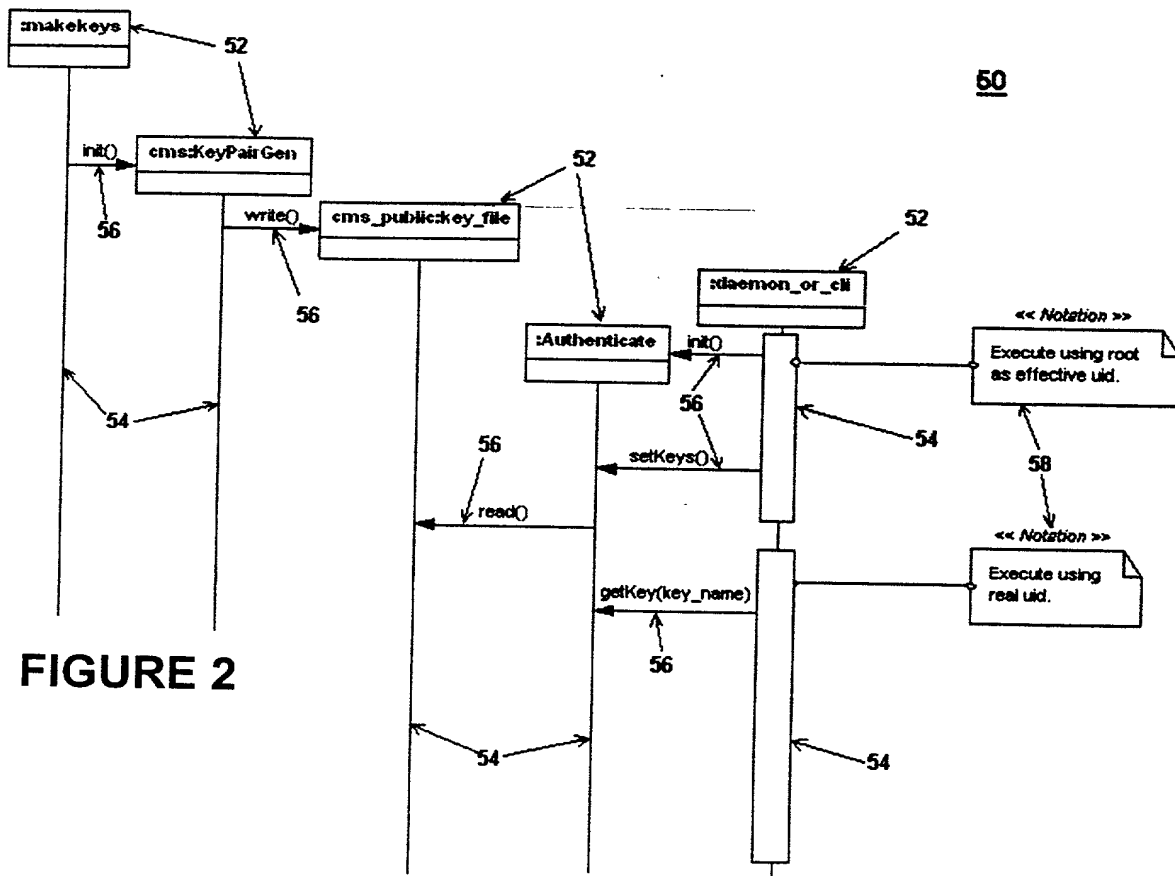 :makekeys
52
50
init()
cms:KeyPairGen
52
56
write()
cms_public:key_file
52
:daemon_or_cli
56
:Authenticate
init()
<< Notation >>
Execute using root
as effective uid.
54
56
54
56
setKeys()
58
read()
<< Notation >>
Execute using
real uid.
getKey(key_name)
56
FIGURE 2
54
54